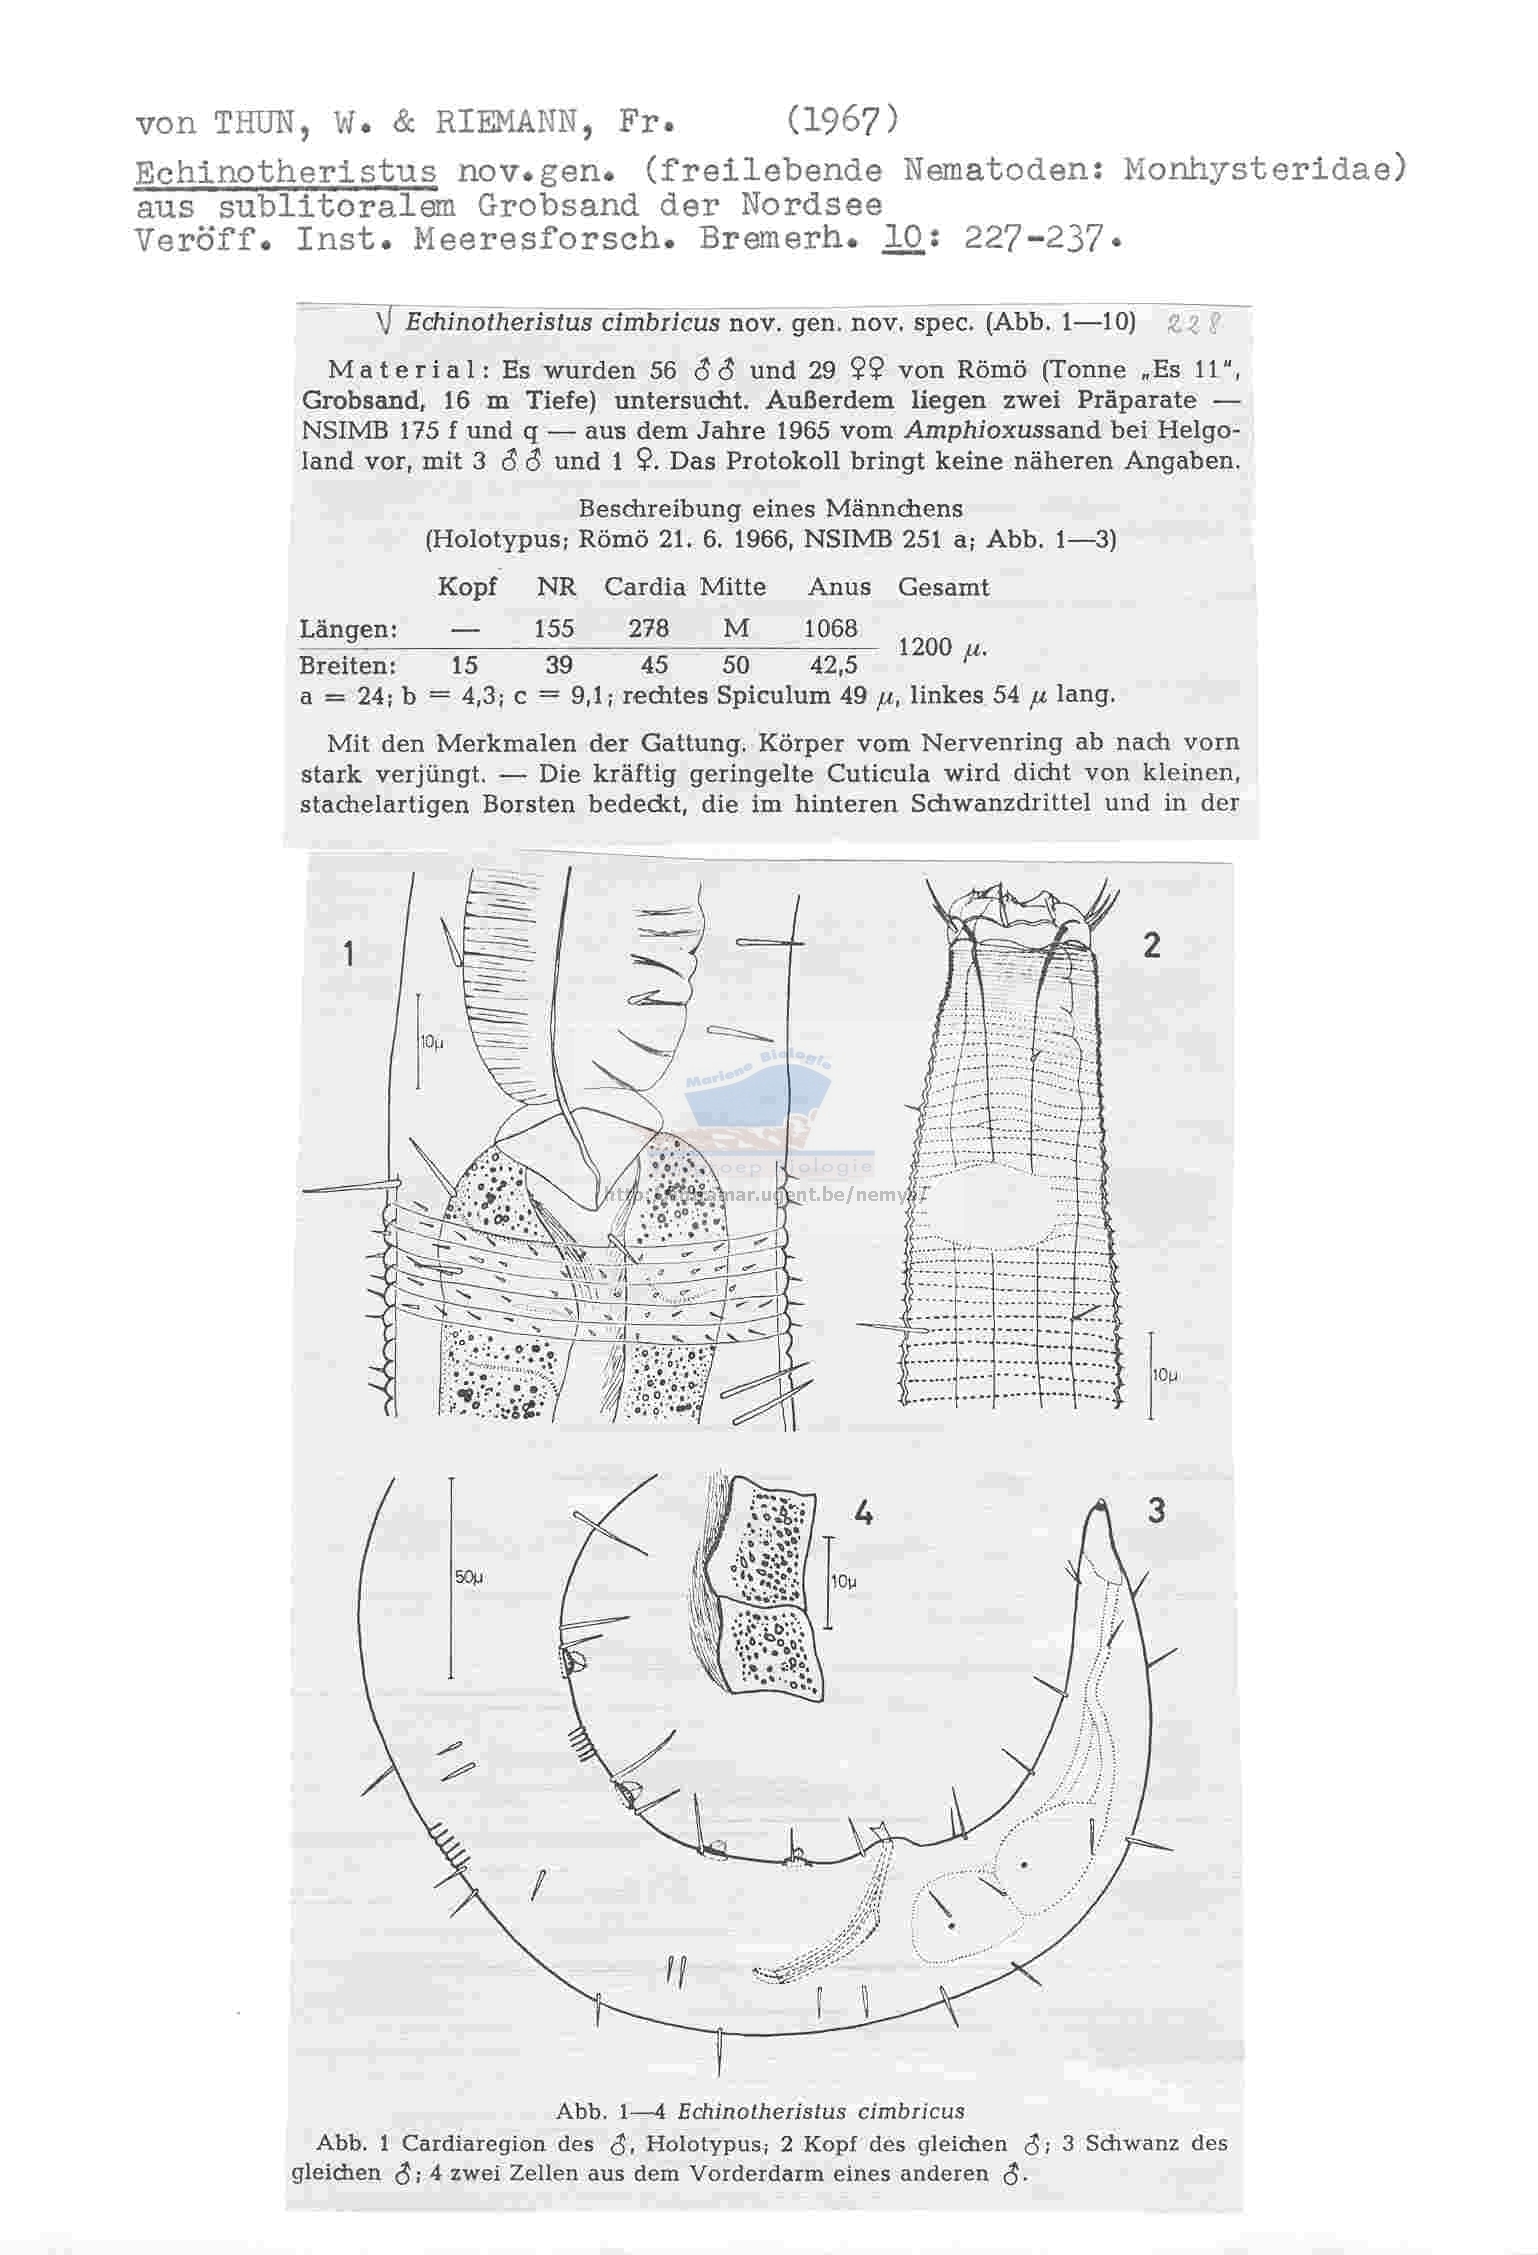 von THUN, W. & RIEMANN, Fr. (1967)
Echinotheristus nov.gen. (freilebende Nematoden: Monhysteridae)
aus sublitoralem Grobsand der Nordsee
Veröff. Inst. Meeresforsch. Bremerh. 10: 227-237.
√ Echinotheristus cimbricus nov. gen. nov. spec. (Abb. 1—10) 228
Material: Es wurden 56 ♂♂ und 29 ♀♀ von Römö (Tonne „Es 11",
Grobsand, 16 m Tiefe) untersucht. Außerdem liegen zwei Präparate —
NSIMB 175 f und q — aus dem Jahre 1965 vom Amphioxussand bei Helgo-
land vor, mit 3 ♂♂ und 1 ♀. Das Protokoll bringt keine näheren Angaben.
Beschreibung eines Männchens
(Holotypus; Römö 21. 6. 1966, NSIMB 251 a; Abb. 1—3)
Kopf NR Cardia Mitte Anus Gesamt
Längen: — 155 278 M 1068
1200 µ.
Breiten: 15 39 45 50 42,5
a = 24; b = 4,3; c = 9,1; rechtes Spiculum 49 µ, linkes 54 µ lang.
Mit den Merkmalen der Gattung. Körper vom Nervenring ab nach vorn
stark verjüngt. — Die kräftig geringelte Cuticula wird dicht von kleinen,
stachelartigen Borsten bedeckt, die im hinteren Schwanzdrittel und in der
1
2
10µ
Mariene Biologie
oep Biologie
ugent.be/nemys/
10µ
4
3
50µ
10µ
Abb. 1—4 Echinotheristus cimbricus
Abb. 1 Cardiaregion des ♂, Holotypus; 2 Kopf des gleichen ♂; 3 Schwanz des
gleichen ♂; 4 zwei Zellen aus dem Vorderdarm eines anderen ♂.